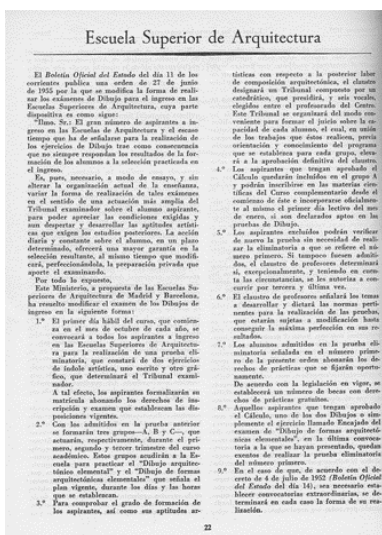 Escuela Superior de Arquitectura
El Boletín Oficial del Estado del día 11 de los
corrientes publica una orden de 27 de junio
de 1955 por la que se modifica la forma de reali-
zar los exámenes de Dibujo para el ingreso en las
Escuelas Superiores de Arquitectura, cuya parte
dispositiva es como sigue:
"Ilmo. Sr.: El gran número de aspirantes a in-
greso en las Escuelas de Arquitectura y el escaso
tiempo que ha de señalarse para la realización de
los ejercicios de Dibujo trae como consecuencia
que no siempre respondan los resultados de la for-
mación de los alumnos a la selección practicada en
el ingreso.
Es, pues, necesario, a modo de ensayo, y sin
alterar la organización actual de la enseñanza,
variar la forma de realización de tales exámenes
en el sentido de una actuación más amplia del
Tribunal examinador sobre el alumno aspirante,
para poder apreciar las condiciones exigidas y
aun despertar y desarrollar las aptitudes artísti-
cas que exigen los estudios posteriores. La acción
diaria y constante sobre el alumno, en un plazo
determinado, ofrecerá una mayor garantía en la
selección resultante, al mismo tiempo que modifi-
cará, perfeccionándola, la preparación privada que
aporte el examinando.
Por todo lo expuesto,
Este Ministerio, a propuesta de las Escuelas Su-
periores de Arquitectura de Madrid y Barcelona,
ha resuelto modificar el examen de los Dibujos de
ingreso en la siguiente forma:
1.º El primer día hábil del curso, que comien-
za en el mes de octubre de cada año, se
convocará a todos los aspirantes a ingreso
en las Escuelas Superiores de Arquitectu-
ra para la realización de una prueba eli-
minatoria, que constará de dos ejercicios
de índole artística, uno escrito y otro grá-
fico, que determinará el Tribunal exami-
nador.
A tal efecto, los aspirantes formalizarán su
matrícula abonando los derechos de ins-
cripción y examen que establezcan las dis-
posiciones vigentes.
2.º Con los admitidos en la prueba anterior
se formarán tres grupos—A, B y C—, que
actuarán, respectivamente, durante el pri-
mero, segundo y tercer trimestre del curso
académico. Estos grupos acudirán a la Es-
cuela para practicar el "Dibujo arquitec-
tónico elemental" y el "Dibujo de formas
arquitectónicas elementales" que señala el
plan vigente, durante los días y las horas
que se establezcan.
3.º Para comprobar el grado de formación de
los aspirantes, así como sus aptitudes ar-
tísticas con respecto a la posterior labor
de composición arquitectónica, el claustro
designará un Tribunal compuesto por un
catedrático, que presidirá, y seis vocales,
elegidos entre el profesorado del Centro.
Este Tribunal se organizará del modo con-
veniente para formar el juicio sobre la ca-
pacidad de cada alumno, el cual, en unión
de los trabajos que éstos realicen, previa
orientación y conocimiento del programa
que se establezca para cada grupo, eleva-
rá a la aprobación definitiva del claustro.
4.º Los aspirantes que tengan aprobado el
Cálculo quedarán incluidos en el grupo A
y podrán inscribirse en las materias cien-
tíficas del Curso complementario desde el
comienzo de éste e incorporarse oficialmen-
te al mismo el primer día lectivo del mes
de enero, si son declarados aptos en las
pruebas de Dibujo.
5.º Los aspirantes excluidos podrán verificar
de nuevo la prueba sin necesidad de reali-
zar la eliminatoria a que se refiere el nú-
mero primero. Si tampoco fuesen admiti-
dos, el claustro de profesores determinará
si, excepcionalmente, y teniendo en cuen-
ta las circunstancias, se les autoriza a con-
currir por tercera y última vez.
6.º El claustro de profesores señalará los temas
a desarrollar y dictará las normas perti-
nentes para la realización de las pruebas,
que estarán sujetas a modificación hasta
conseguir la máxima perfección en sus re-
sultados.
7.º Los alumnos admitidos en la prueba eli-
minatoria señalada en el número prime-
ro de la presente orden abonarán los de-
rechos de prácticas que se fijarán oportu-
namente.
De acuerdo con la legislación en vigor, se
establecerá un número de becas con dere-
chos de prácticas gratuitos.
8.º Aquellos aspirantes que tengan aprobado
el Cálculo, uno de los dos Dibujos o sim-
plemente el ejercicio llamado Encajado del
examen de "Dibujo de formas arquitectó-
nicas elementales", en la última convoca-
toria a la que se hayan presentado, quedan
exentos de realizar la prueba eliminatoria
del número primero.
9.º En el caso de que, de acuerdo con el de-
creto de 4 de julio de 1952 (Boletín Oficial
del Estado del día 14), sea necesario esta-
blecer convocatorias extraordinarias, se de-
terminará en cada caso la forma de su rea-
lización.
22